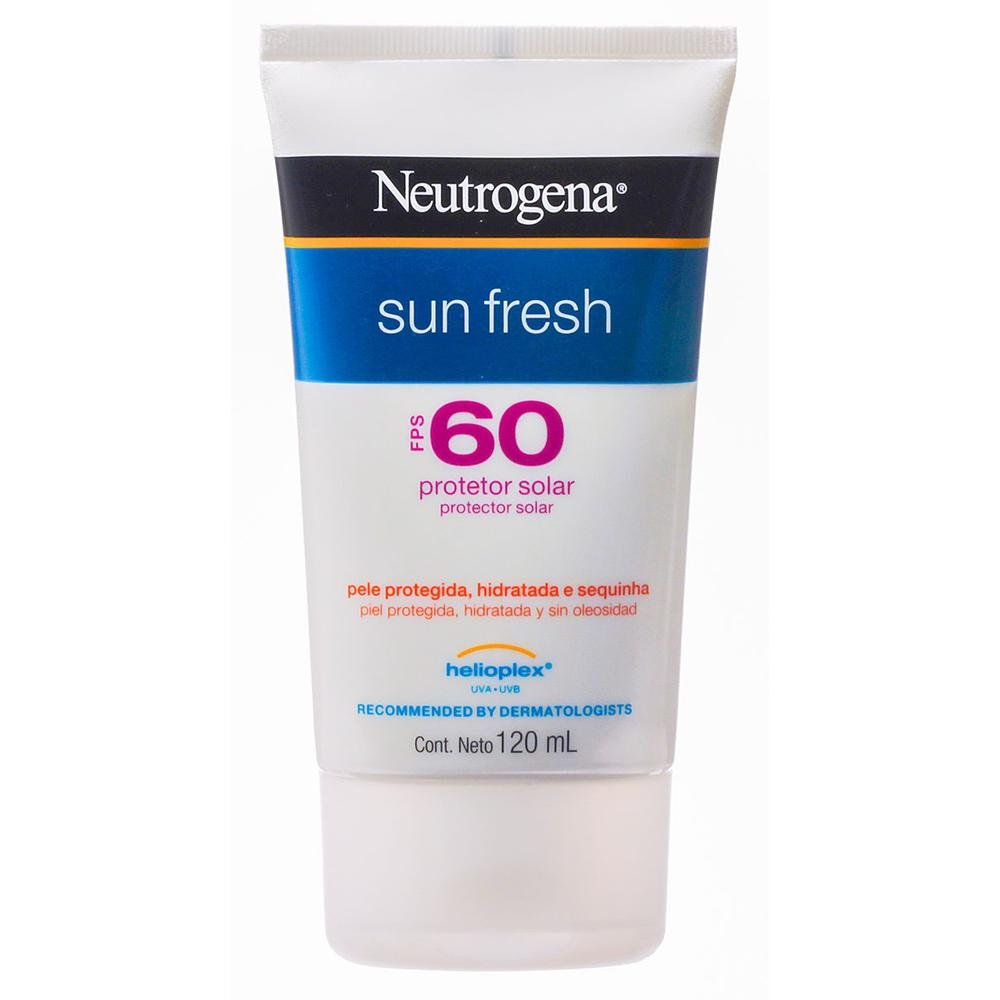 Neutrogena®
sun fresh
FPS 60
protetor solar
protector solar
pele protegida, hidratada e sequinha
piel protegida, hidratada y sin oleosidad
helioplex®
UVA • UVB
RECOMMENDED BY DERMATOLOGISTS
Cont. Neto 120 mL